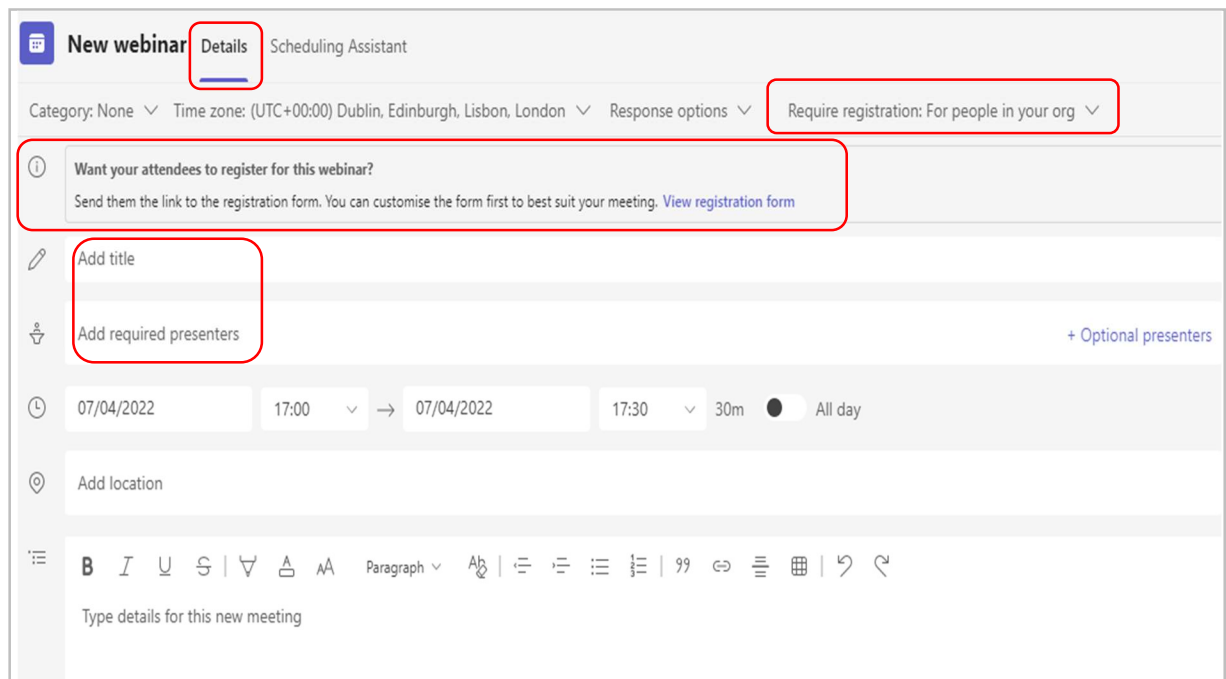 New webinar Details Scheduling Assistant
Category: None Time zone: (UTC+00:00) Dublin, Edinburgh, Lisbon, London Response options Require registration: For people in your org
Want your attendees to register for this webinar?
Send them the link to the registration form. You can customise the form first to best suit your meeting. View registration form
Add title
Add required presenters + Optional presenters
07/04/2022 17:00 → 07/04/2022 17:30 30m All day
Add location
B I U S A AA Paragraph Ab 99
Type details for this new meeting